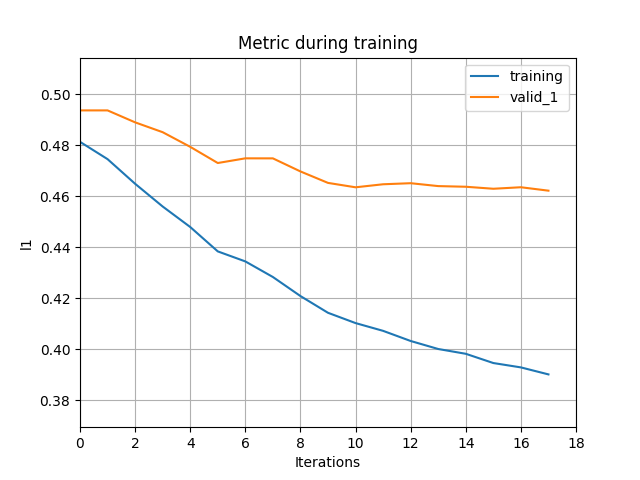 Metric during training
training
valid_1
0.50
0.48
0.46
0.44
0.42
0.40
0.38
l1
0 2 4 6 8 10 12 14 16 18
Iterations